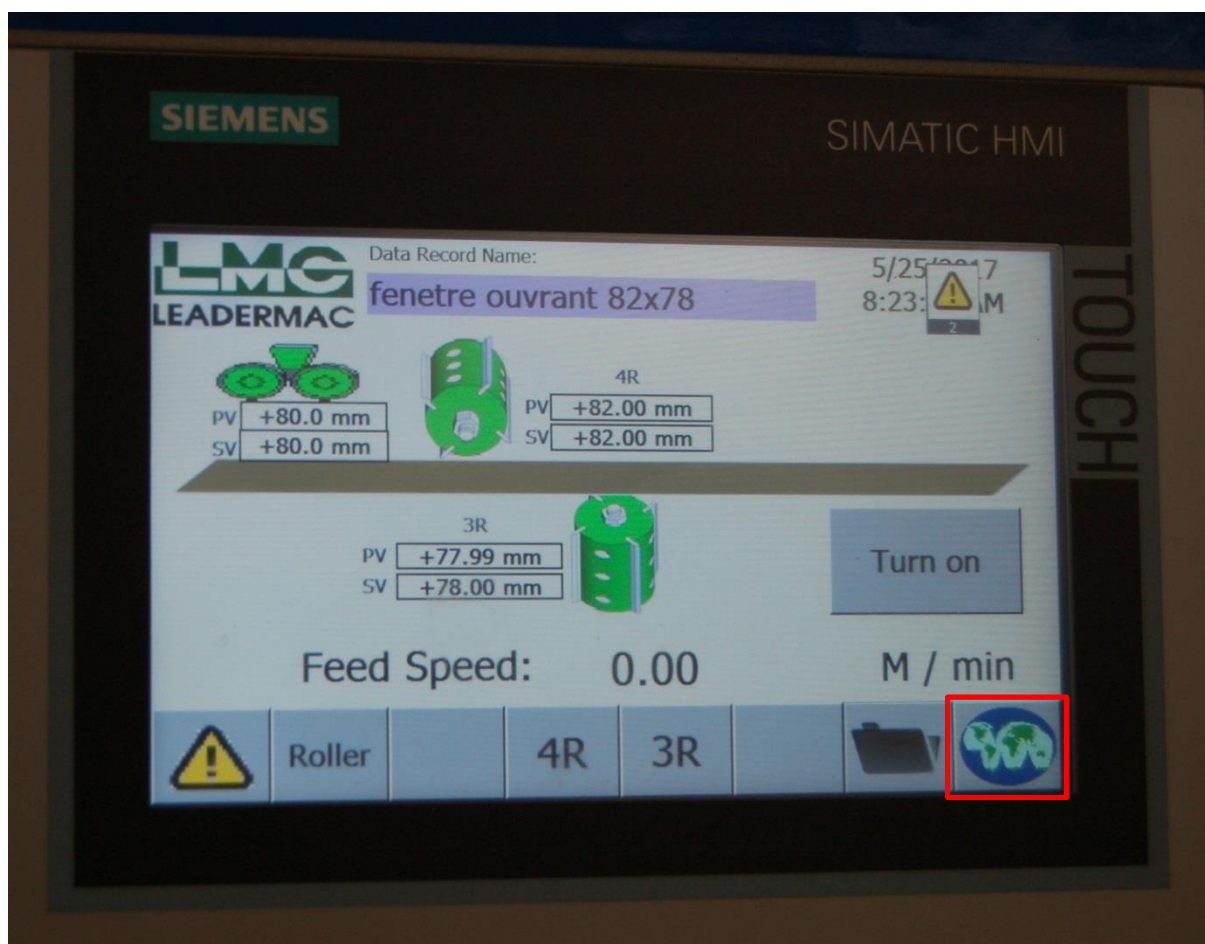 SIEMENS
SIMATIC HMI
TOUCH
LMC
LEADERMAC
Data Record Name:
fenetre ouvrant 82x78
5/25 7
8:23: AM
2
PV +80.0 mm
SV +80.0 mm
4R
PV +82.00 mm
SV +82.00 mm
3R
PV +77.99 mm
SV +78.00 mm
Turn on
Feed Speed: 0.00 M / min
Roller
4R
3R